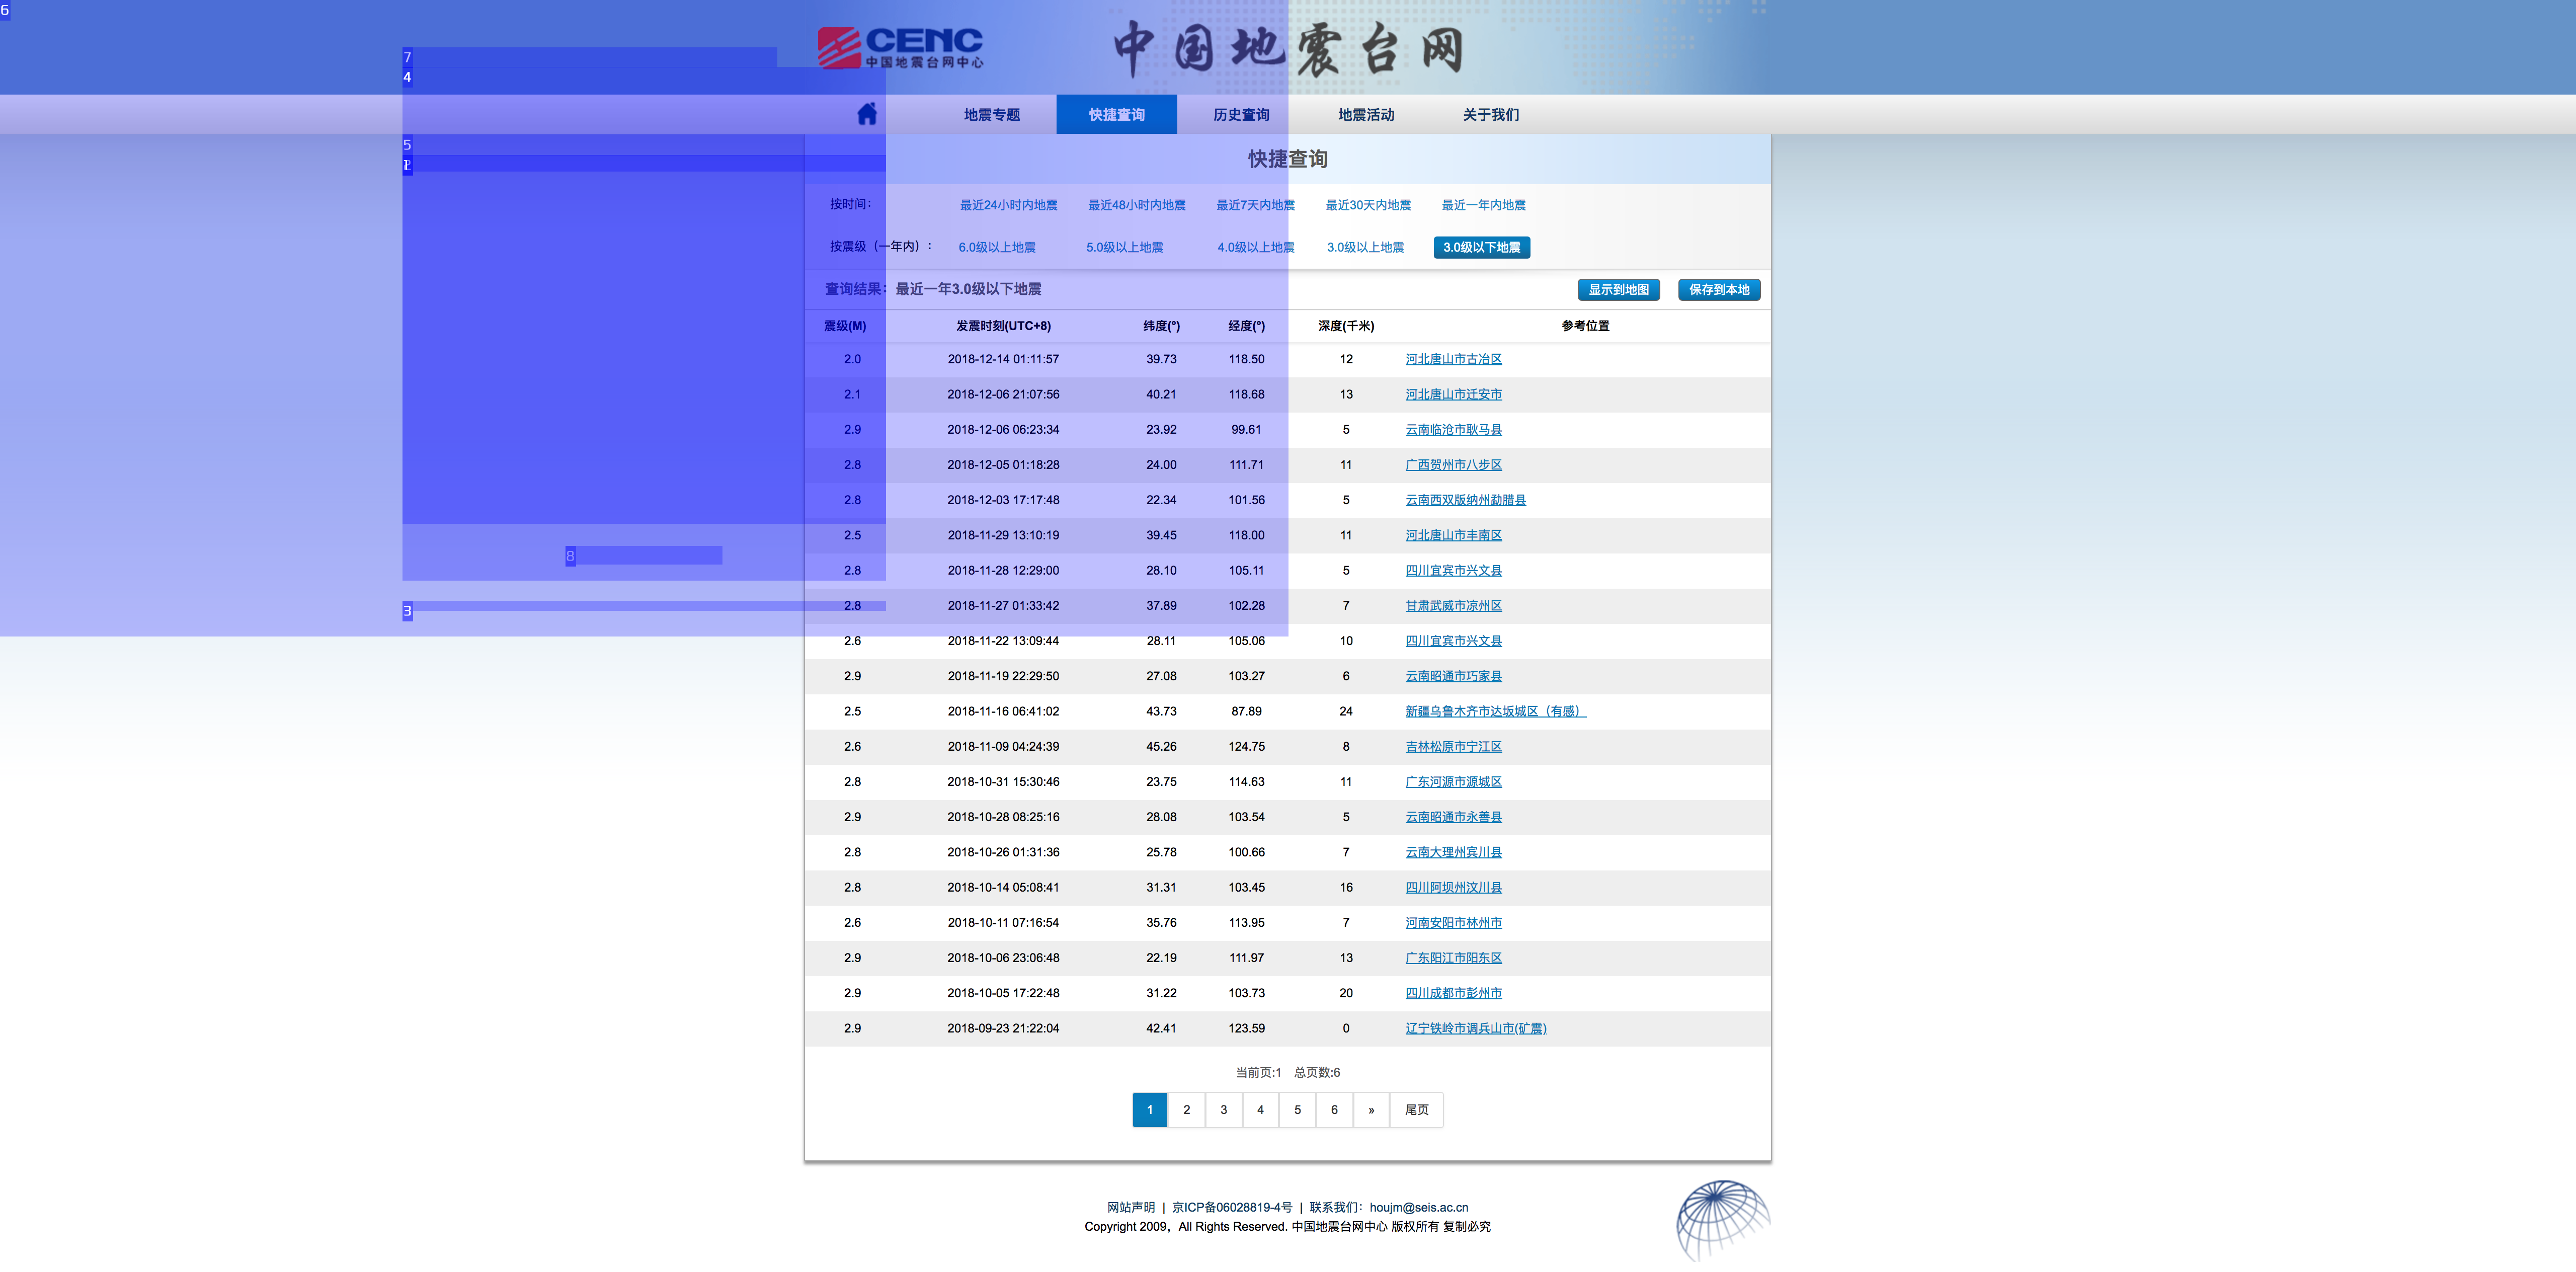 6
7
4
CENC
中国地震台网中心
中国地震台网
地震专题 快捷查询 历史查询 地震活动 关于我们
5
快捷查询
按时间： 最近24小时内地震 最近48小时内地震 最近7天内地震 最近30天内地震 最近一年内地震
按震级（一年内）： 6.0级以上地震 5.0级以上地震 4.0级以上地震 3.0级以上地震 3.0级以下地震
查询结果：最近一年3.0级以下地震 显示到地图 保存到本地
震级(M) 发震时刻(UTC+8) 纬度(°) 经度(°) 深度(千米) 参考位置
2.0 2018-12-14 01:11:57 39.73 118.50 12 河北唐山市古冶区
2.1 2018-12-06 21:07:56 40.21 118.68 13 河北唐山市迁安市
2.9 2018-12-06 06:23:34 23.92 99.61 5 云南临沧市耿马县
2.8 2018-12-05 01:18:28 24.00 111.71 11 广西贺州市八步区
2.8 2018-12-03 17:17:48 22.34 101.56 5 云南西双版纳州勐腊县
2.5 2018-11-29 13:10:19 39.45 118.00 11 河北唐山市丰南区
8
2.8 2018-11-28 12:29:00 28.10 105.11 5 四川宜宾市兴文县
2.8 2018-11-27 01:33:42 37.89 102.28 7 甘肃武威市凉州区
3
2.6 2018-11-22 13:09:44 28.11 105.06 10 四川宜宾市兴文县
2.9 2018-11-19 22:29:50 27.08 103.27 6 云南昭通市巧家县
2.5 2018-11-16 06:41:02 43.73 87.89 24 新疆乌鲁木齐市达坂城区（有感）
2.6 2018-11-09 04:24:39 45.26 124.75 8 吉林松原市宁江区
2.8 2018-10-31 15:30:46 23.75 114.63 11 广东河源市源城区
2.9 2018-10-28 08:25:16 28.08 103.54 5 云南昭通市永善县
2.8 2018-10-26 01:31:36 25.78 100.66 7 云南大理州宾川县
2.8 2018-10-14 05:08:41 31.31 103.45 16 四川阿坝州汶川县
2.6 2018-10-11 07:16:54 35.76 113.95 7 河南安阳市林州市
2.9 2018-10-06 23:06:48 22.19 111.97 13 广东阳江市阳东区
2.9 2018-10-05 17:22:48 31.22 103.73 20 四川成都市彭州市
2.9 2018-09-23 21:22:04 42.41 123.59 0 辽宁铁岭市调兵山市(矿震)
当前页:1 总页数:6
1 2 3 4 5 6 » 尾页
网站声明 | 京ICP备06028819-4号 | 联系我们：houjm@seis.ac.cn
Copyright 2009，All Rights Reserved. 中国地震台网中心 版权所有 复制必究